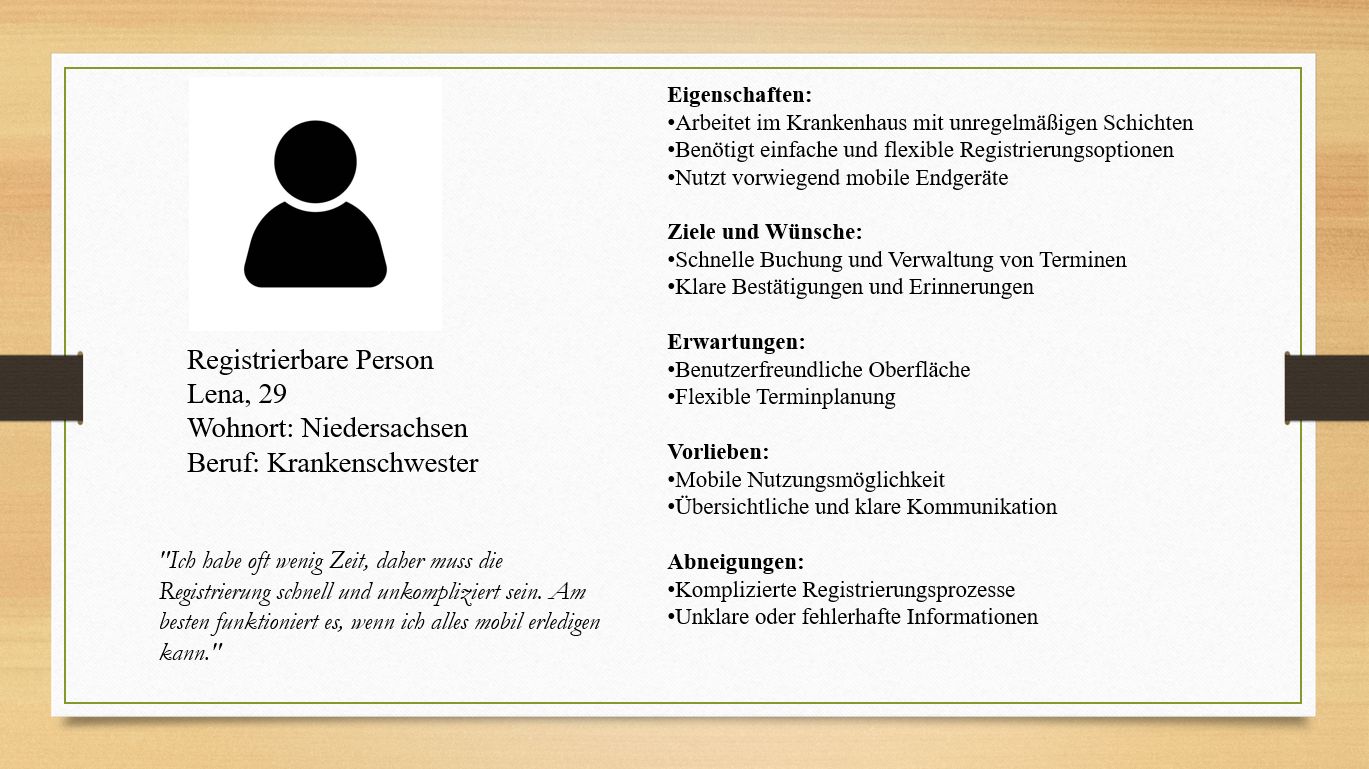 Registrierbare Person
Lena, 29
Wohnort: Niedersachsen
Beruf: Krankenschwester
"Ich habe oft wenig Zeit, daher muss die
Registrierung schnell und unkompliziert sein. Am
besten funktioniert es, wenn ich alles mobil erledigen
kann."
Eigenschaften:
•Arbeitet im Krankenhaus mit unregelmäßigen Schichten
•Benötigt einfache und flexible Registrierungsoptionen
•Nutzt vorwiegend mobile Endgeräte
Ziele und Wünsche:
•Schnelle Buchung und Verwaltung von Terminen
•Klare Bestätigungen und Erinnerungen
Erwartungen:
•Benutzerfreundliche Oberfläche
•Flexible Terminplanung
Vorlieben:
•Mobile Nutzungsmöglichkeit
•Übersichtliche und klare Kommunikation
Abneigungen:
•Komplizierte Registrierungsprozesse
•Unklare oder fehlerhafte Informationen